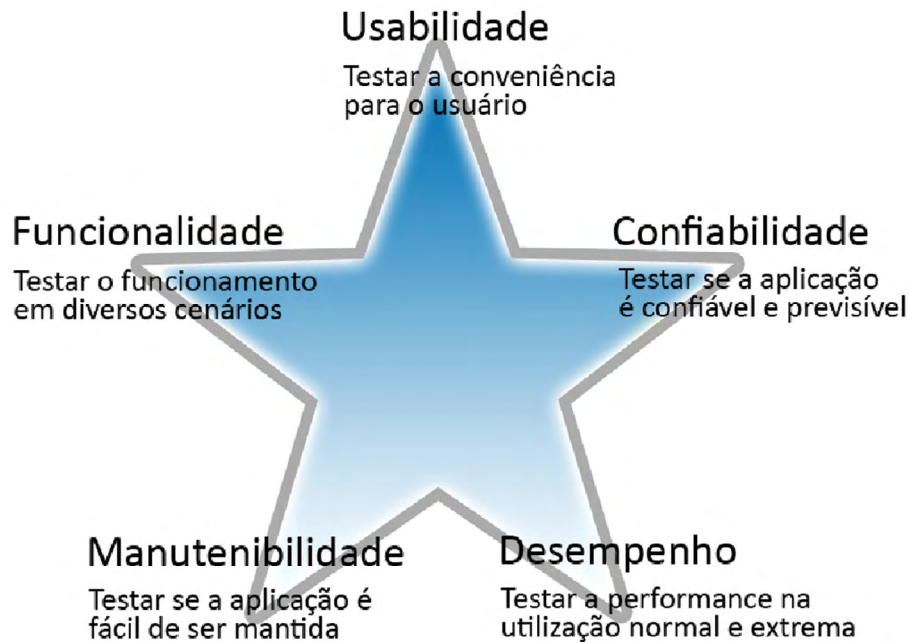 Usabilidade
Testar a conveniência
para o usuário
Funcionalidade
Testar o funcionamento
em diversos cenários
Confiabilidade
Testar se a aplicação
é confiável e previsível
Manutenibilidade
Testar se a aplicação é
fácil de ser mantida
Desempenho
Testar a performance na
utilização normal e extrema